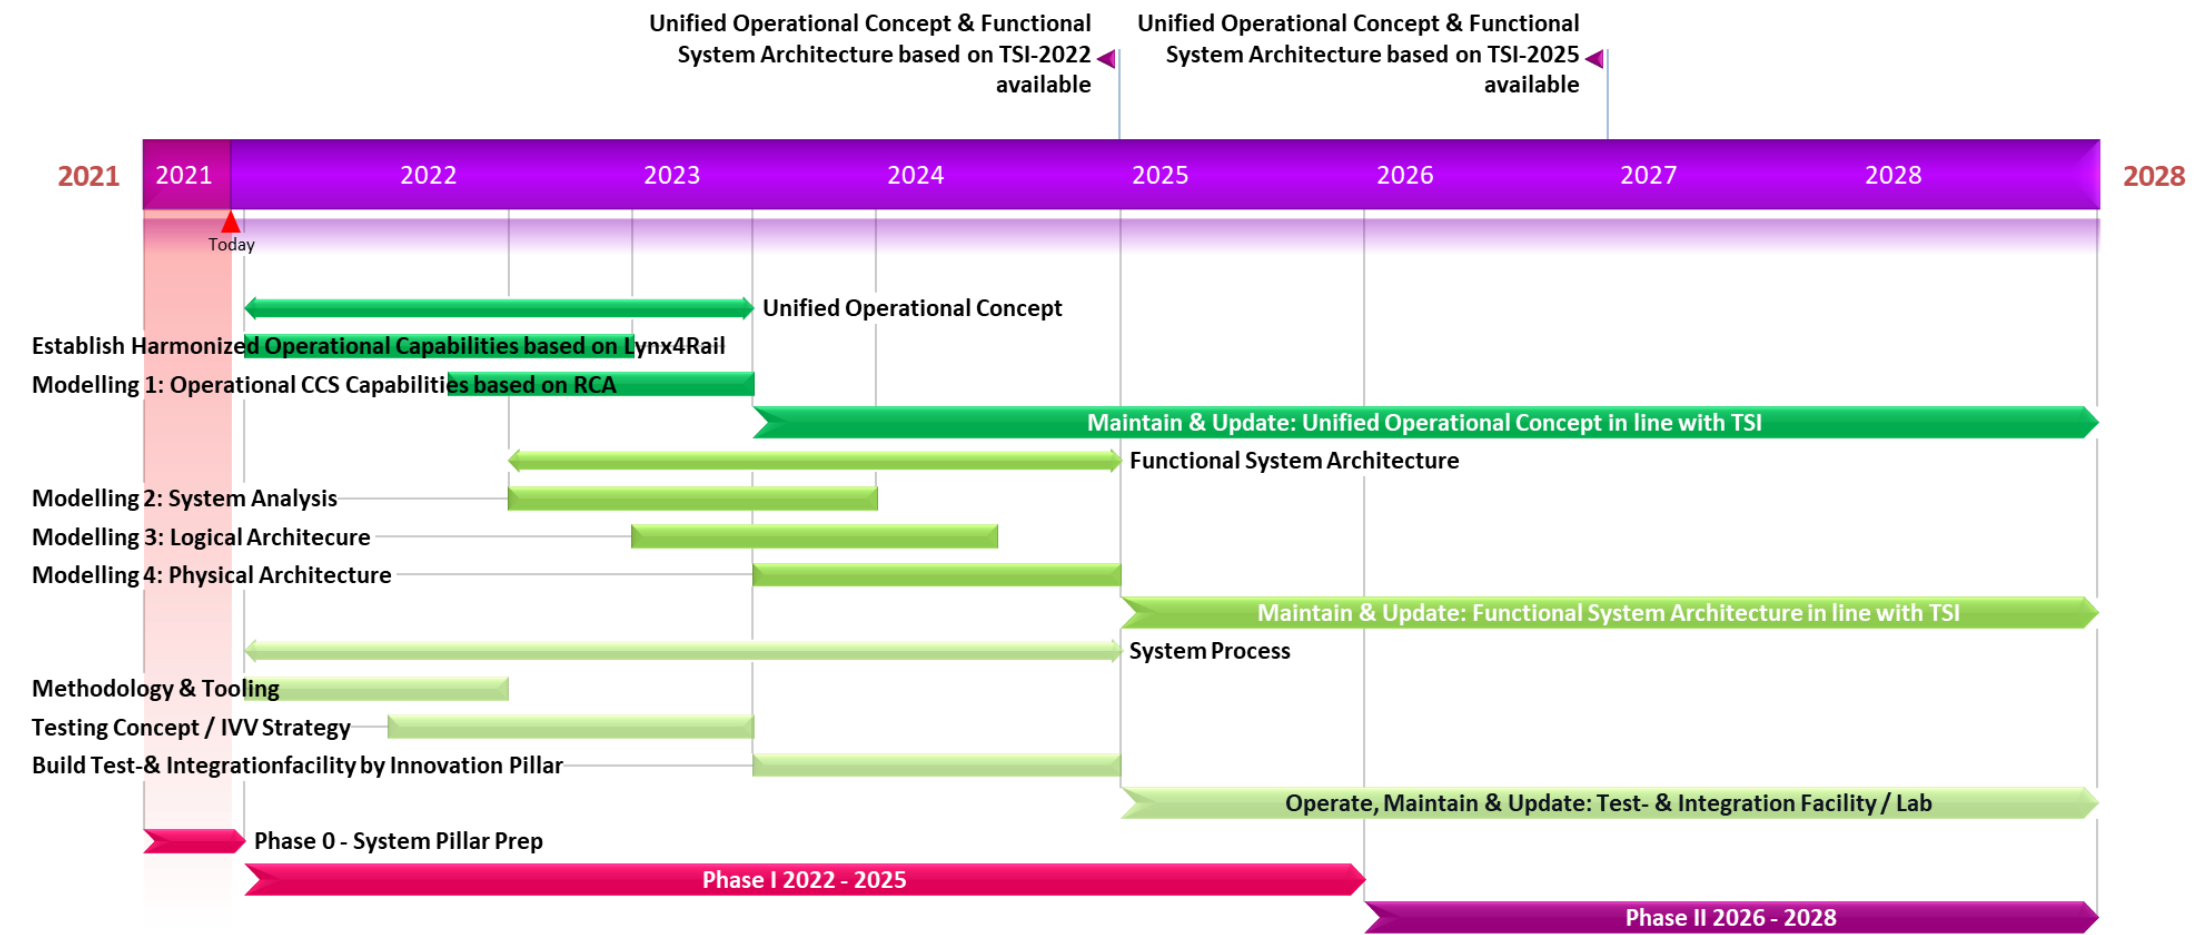 Unified Operational Concept & Functional
System Architecture based on TSI-2022
available
Unified Operational Concept & Functional
System Architecture based on TSI-2025
available
2021 2021 2022 2023 2024 2025 2026 2027 2028 2028
Today
Unified Operational Concept
Establish Harmonized Operational Capabilities based on Lynx4Rail
Modelling 1: Operational CCS Capabilities based on RCA
Maintain & Update: Unified Operational Concept in line with TSI
Functional System Architecture
Modelling 2: System Analysis
Modelling 3: Logical Architecure
Modelling 4: Physical Architecture
Maintain & Update: Functional System Architecture in line with TSI
System Process
Methodology & Tooling
Testing Concept / IVV Strategy
Build Test-& Integrationfacility by Innovation Pillar
Operate, Maintain & Update: Test- & Integration Facility / Lab
Phase 0 - System Pillar Prep
Phase I 2022 - 2025
Phase II 2026 - 2028